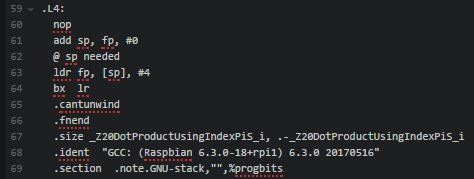 59 .L4:
60 nop
61 add sp, fp, #0
62 @ sp needed
63 ldr fp, [sp], #4
64 bx lr
65 .cantunwind
66 .fnend
67 .size _Z20DotProductUsingIndexPiS_i, .-_Z20DotProductUsingIndexPiS_i
68 .ident "GCC: (Raspbian 6.3.0-18+rpi1) 6.3.0 20170516"
69 .section .note.GNU-stack,"",%progbits